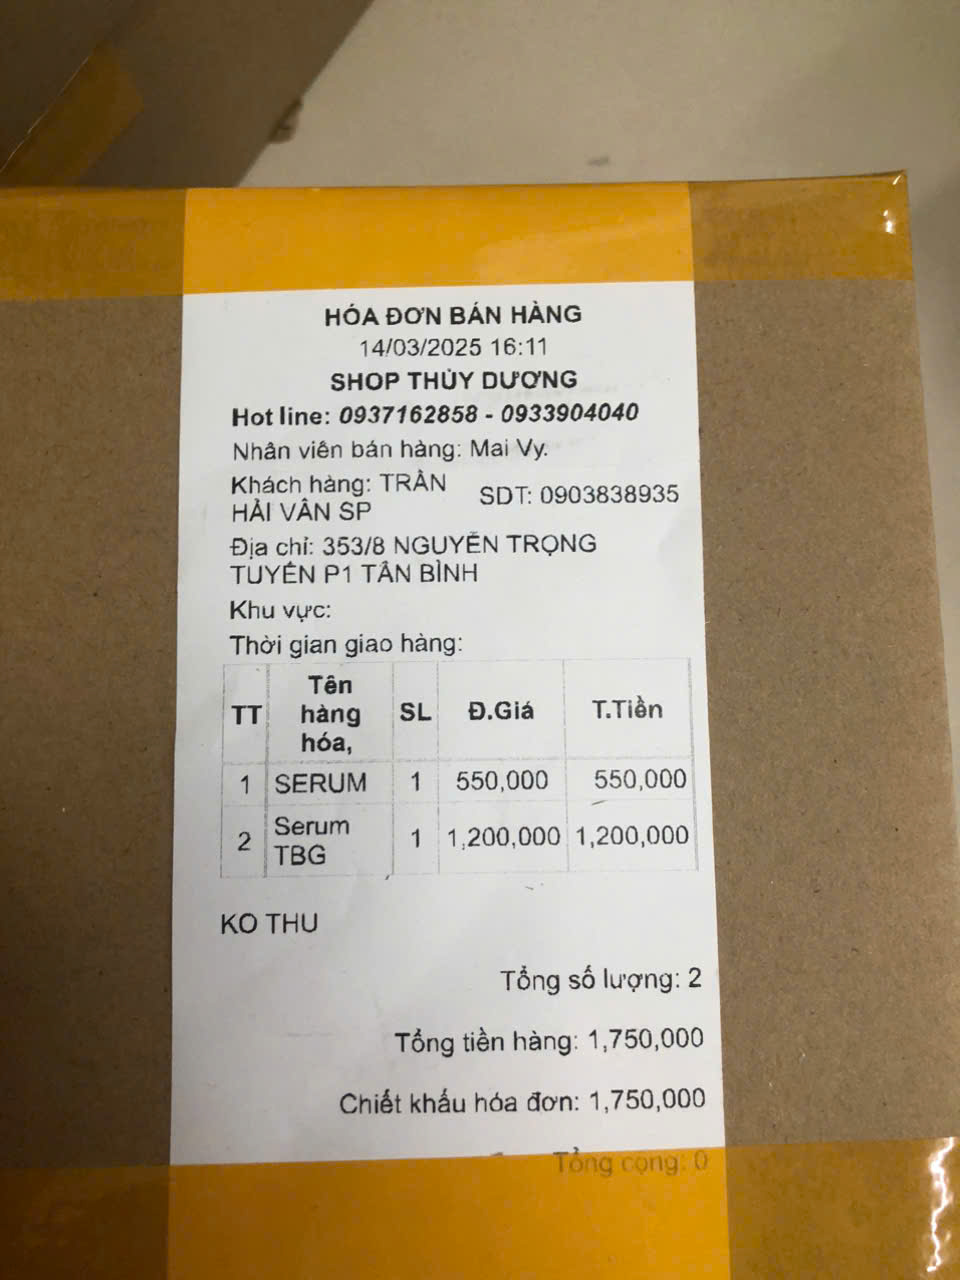 HÓA ĐƠN BÁN HÀNG
14/03/2025 16:11
SHOP THÙY DƯƠNG
Hot line: 0937162858 - 0933904040
Nhân viên bán hàng: Mai Vy.
Khách hàng: TRẦN HẢI VÂN SP SDT: 0903838935
Địa chỉ: 353/8 NGUYỄN TRỌNG
TUYỂN P1 TÂN BÌNH
Khu vực:
Thời gian giao hàng:
TT Tên hàng hóa, SL Đ.Giá T.Tiền
1 SERUM 1 550,000 550,000
2 Serum TBG 1 1,200,000 1,200,000
KO THU
Tổng số lượng: 2
Tổng tiền hàng: 1,750,000
Chiết khấu hóa đơn: 1,750,000
Tổng cộng: 0